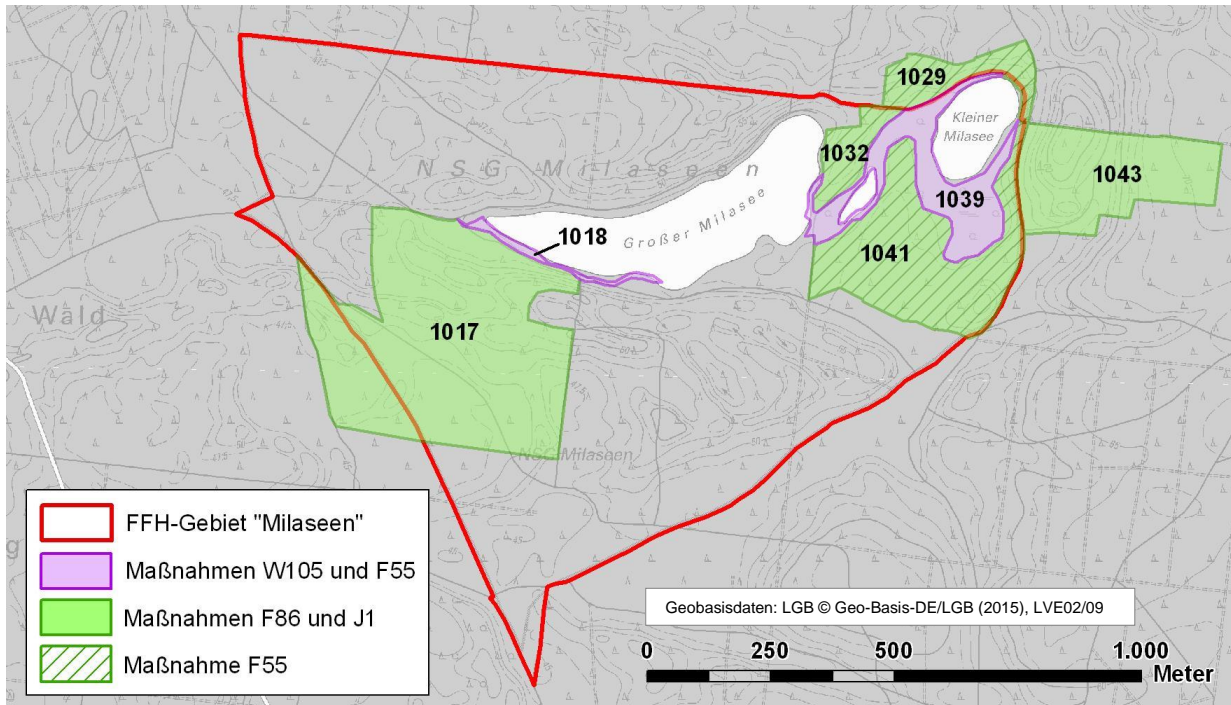 1029
Kleiner
Milasee
1032
1043
NSG Milaseen
1039
1018
Großer Milasee
1041
Wäld
1017
NSG Milaseen
FFH-Gebiet "Milaseen"
Maßnahmen W105 und F55
Maßnahmen F86 und J1
Maßnahme F55
Geobasisdaten: LGB © Geo-Basis-DE/LGB (2015), LVE02/09
0 250 500 1.000
Meter